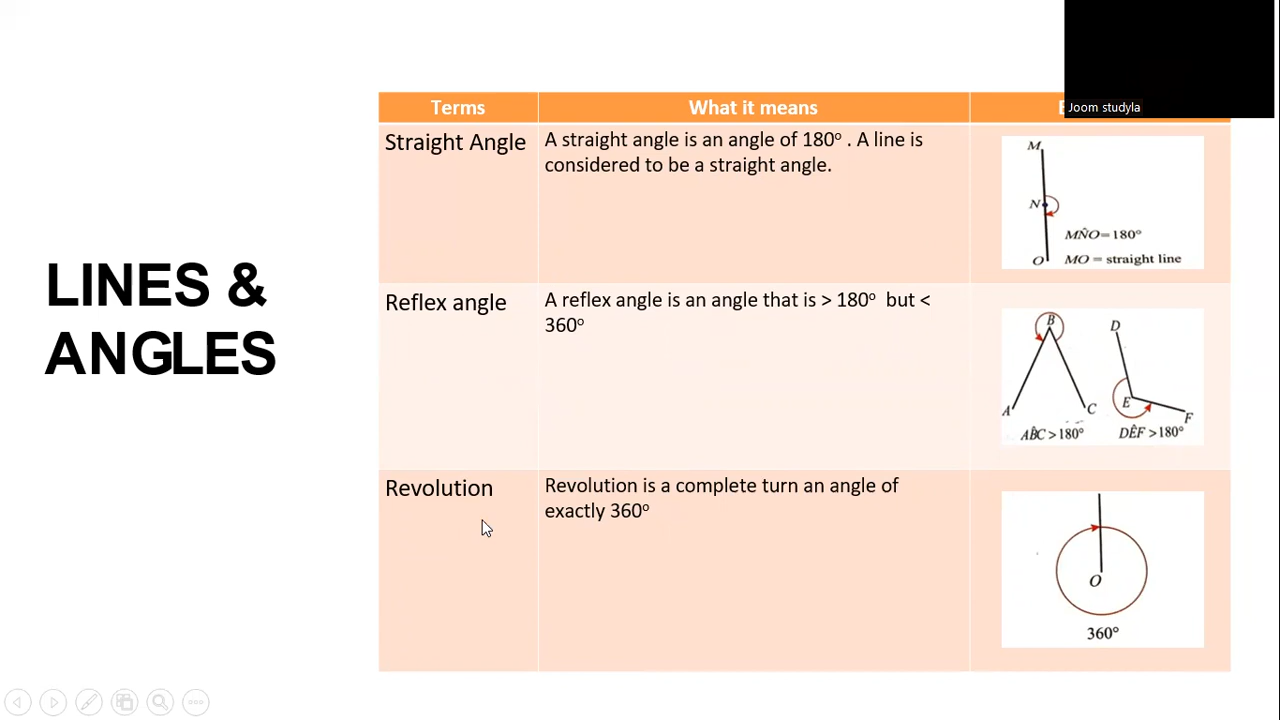 Joom studyla
Terms
What it means
Straight Angle
A straight angle is an angle of 180° . A line is
considered to be a straight angle.
M
N
MN̂O = 180°
O
MO = straight line
LINES &
ANGLES
Reflex angle
A reflex angle is an angle that is > 180° but <
360°
B
D
E
A
C
F
AB̂C > 180°
DÊF > 180°
Revolution
Revolution is a complete turn an angle of
exactly 360°
O
360°